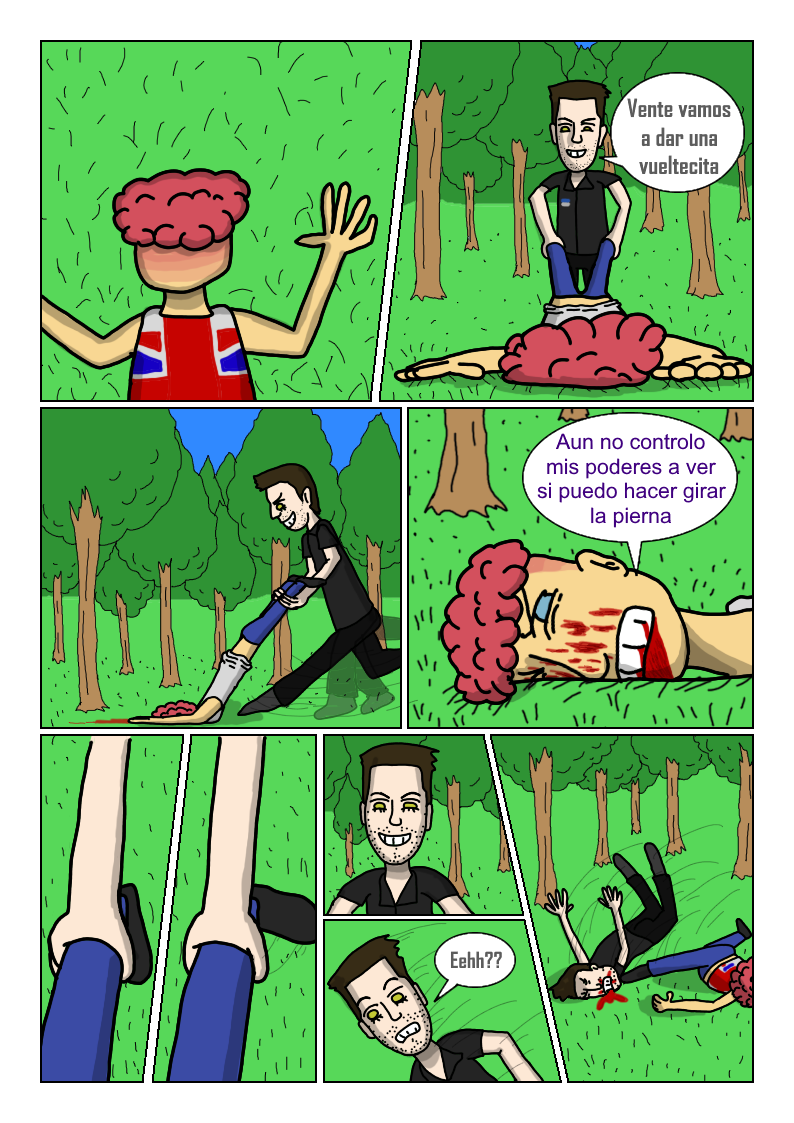 Vente vamos
a dar una
vueltecita
Aun no controlo
mis poderes a ver
si puedo hacer girar
la pierna
Eehh??